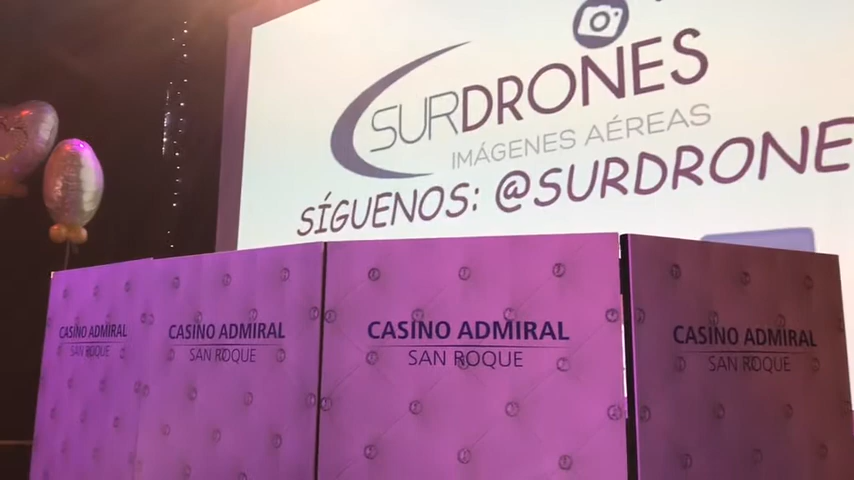 SURDRONES
IMÁGENES AÉREAS
SÍGUENOS: @SURDRONE
CASINO ADMIRAL
SAN ROQUE
CASINO ADMIRAL
SAN ROQUE
CASINO ADMIRAL
SAN ROQUE
CASINO ADMIRAL
SAN ROQUE